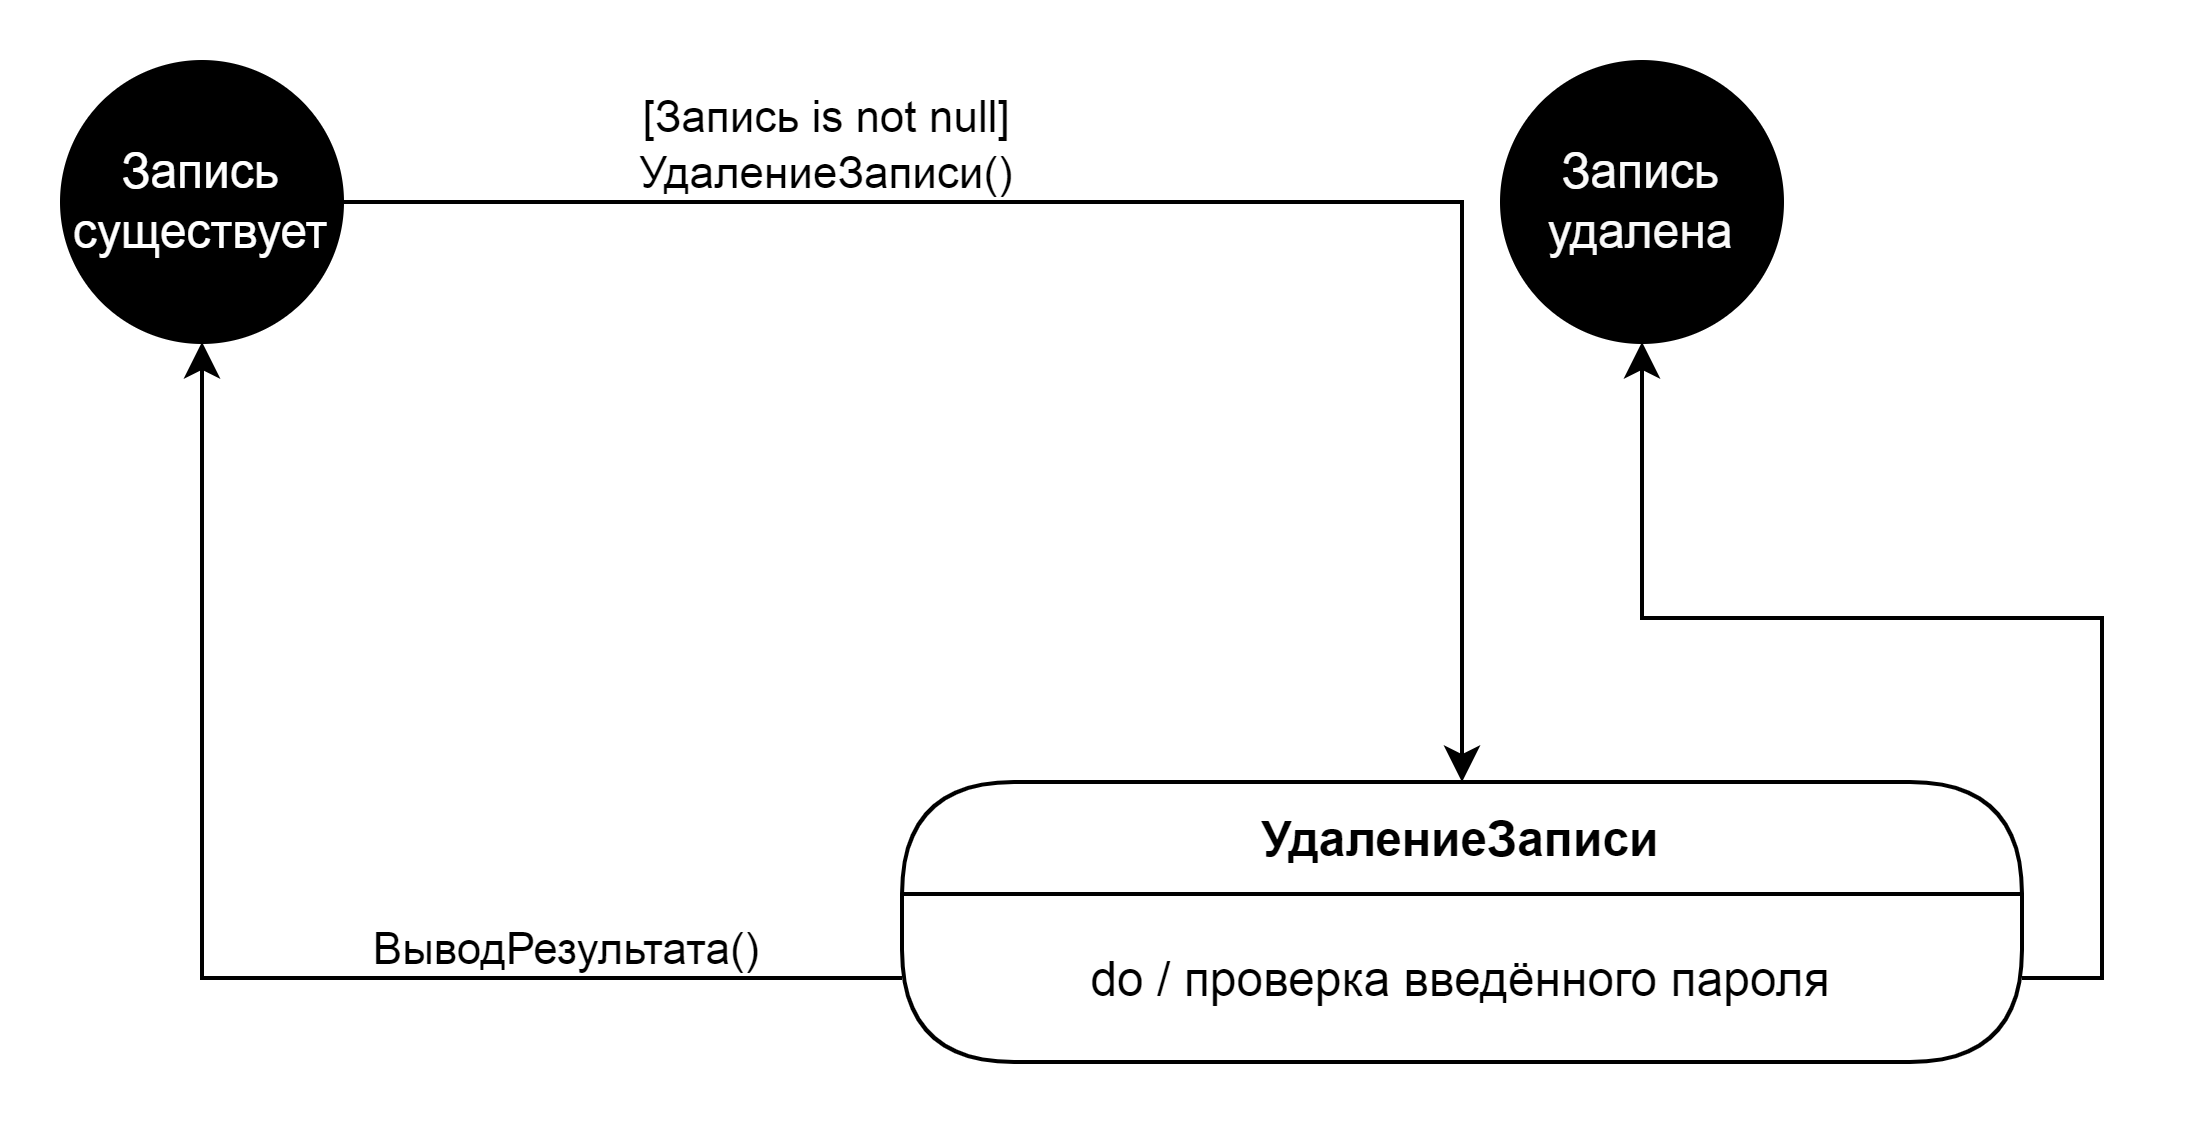 [Запись is not null]
УдалениеЗаписи()
Запись
существует
Запись
удалена
УдалениеЗаписи
ВыводРезультата()
do / проверка введённого пароля